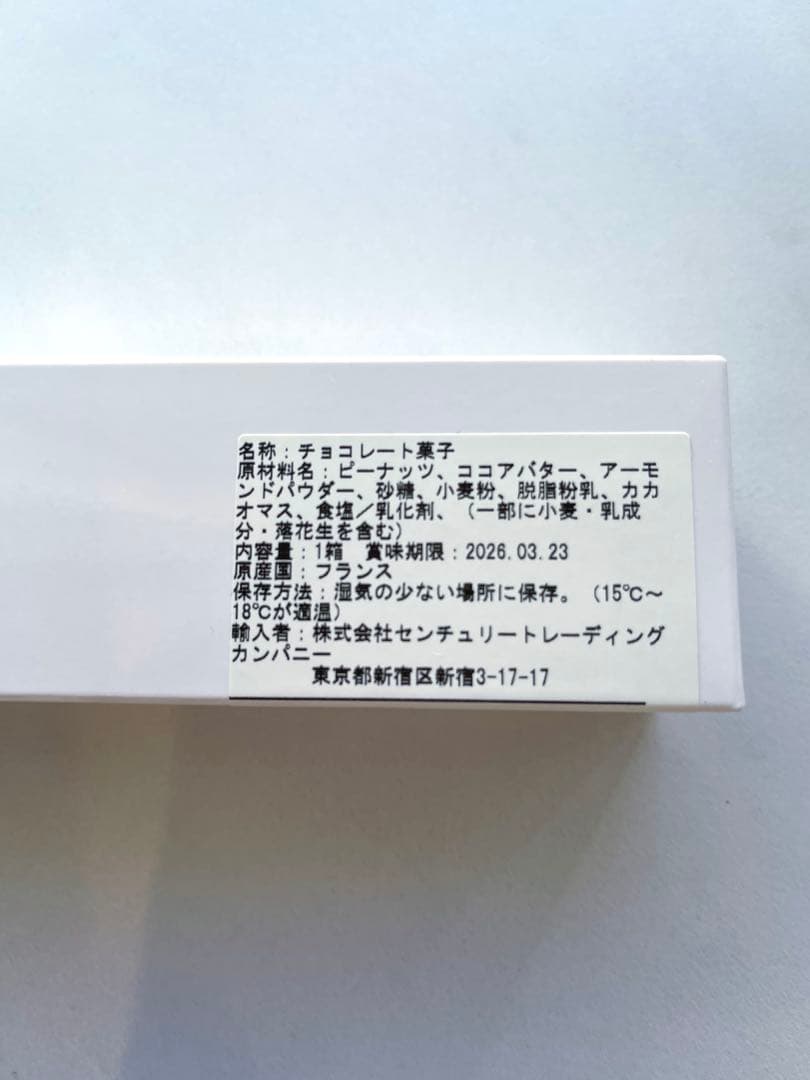 名称：チョコレート菓子
原材料名：ピーナッツ、ココアバター、アーモ
ンドパウダー、砂糖、小麦粉、脱脂粉乳、カカ
オマス、食塩／乳化剤、（一部に小麦・乳成
分・落花生を含む）
内容量：1箱　賞味期限：2026.03.23
原産国：フランス
保存方法：湿気の少ない場所に保存。（15℃～
18℃が適温）
輸入者：株式会社センチュリートレーディング
カンパニー
東京都新宿区新宿3-17-17